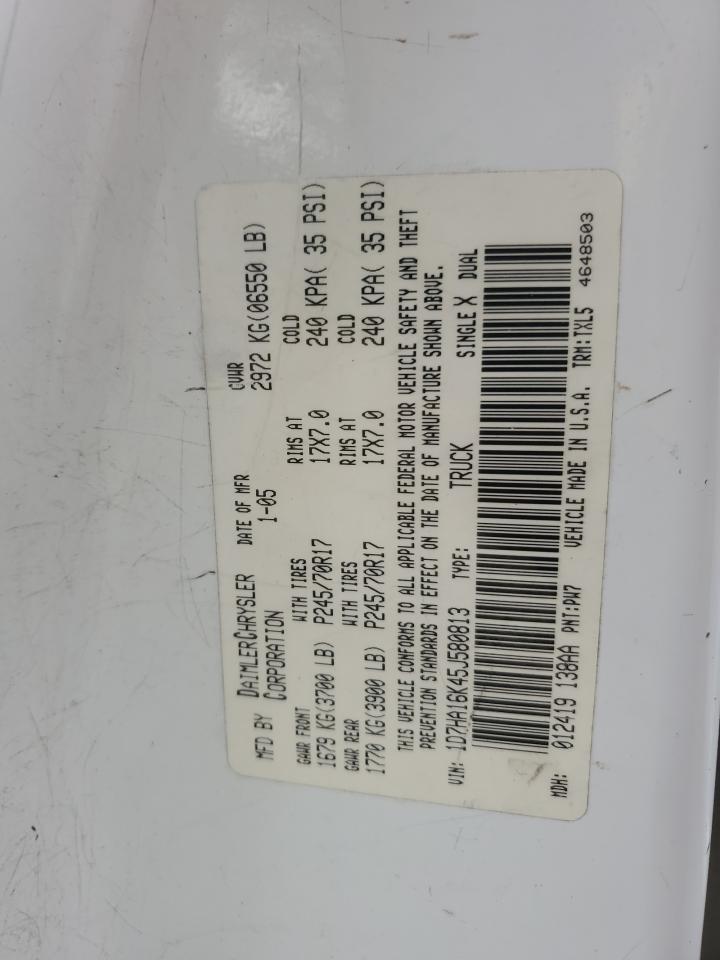 MFD BY DAIMLERCHRYSLER CORPORATION DATE OF MFR 1-05 GVWR 2972 KG(06550 LB)
GAWR FRONT WITH TIRES RIMS AT COLD
1679 KG(3700 LB) P245/70R17 17X7.0 240 KPA( 35 PSI)
GAWR REAR WITH TIRES RIMS AT COLD
1770 KG(3900 LB) P245/70R17 17X7.0 240 KPA( 35 PSI)
THIS VEHICLE CONFORMS TO ALL APPLICABLE FEDERAL MOTOR VEHICLE SAFETY AND THEFT
PREVENTION STANDARDS IN EFFECT ON THE DATE OF MANUFACTURE SHOWN ABOVE.
VIN: 1D7HA16K45J580813 TYPE: TRUCK SINGLE X DUAL
MDH: 012419 138AA PNT:PW7 VEHICLE MADE IN U.S.A. TRM:TXL5 4648503